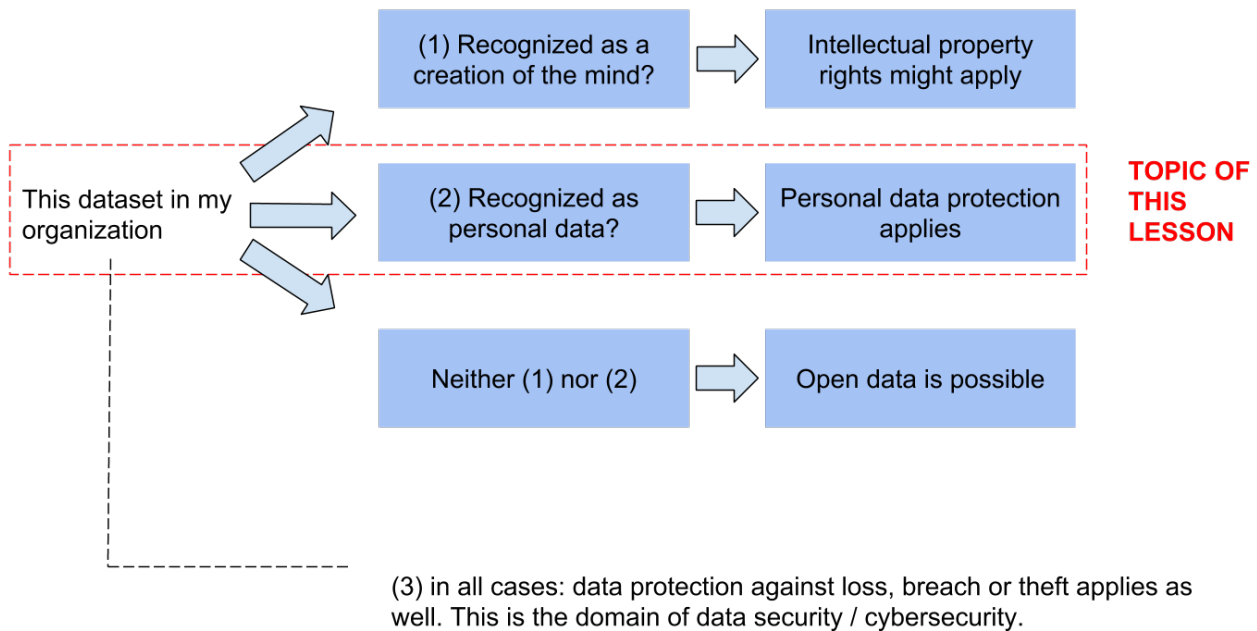 (1) Recognized as a
creation of the mind?
Intellectual property
rights might apply
This dataset in my
organization
(2) Recognized as
personal data?
Personal data protection
applies
TOPIC OF
THIS
LESSON
Neither (1) nor (2)
Open data is possible
(3) in all cases: data protection against loss, breach or theft applies as
well. This is the domain of data security / cybersecurity.